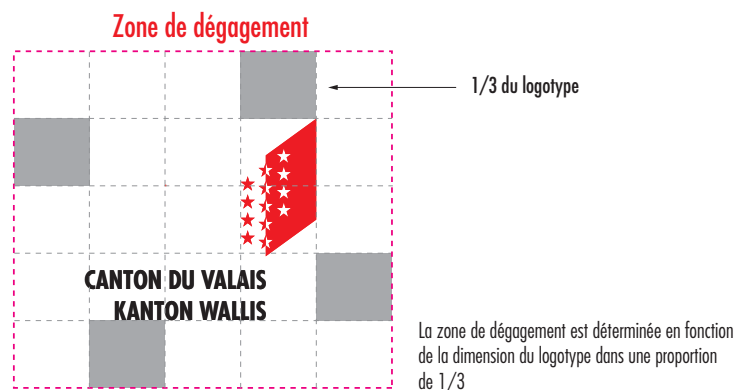 Zone de dégagement
1/3 du logotype
CANTON DU VALAIS
KANTON WALLIS
La zone de dégagement est déterminée en fonction
de la dimension du logotype dans une proportion
de 1/3